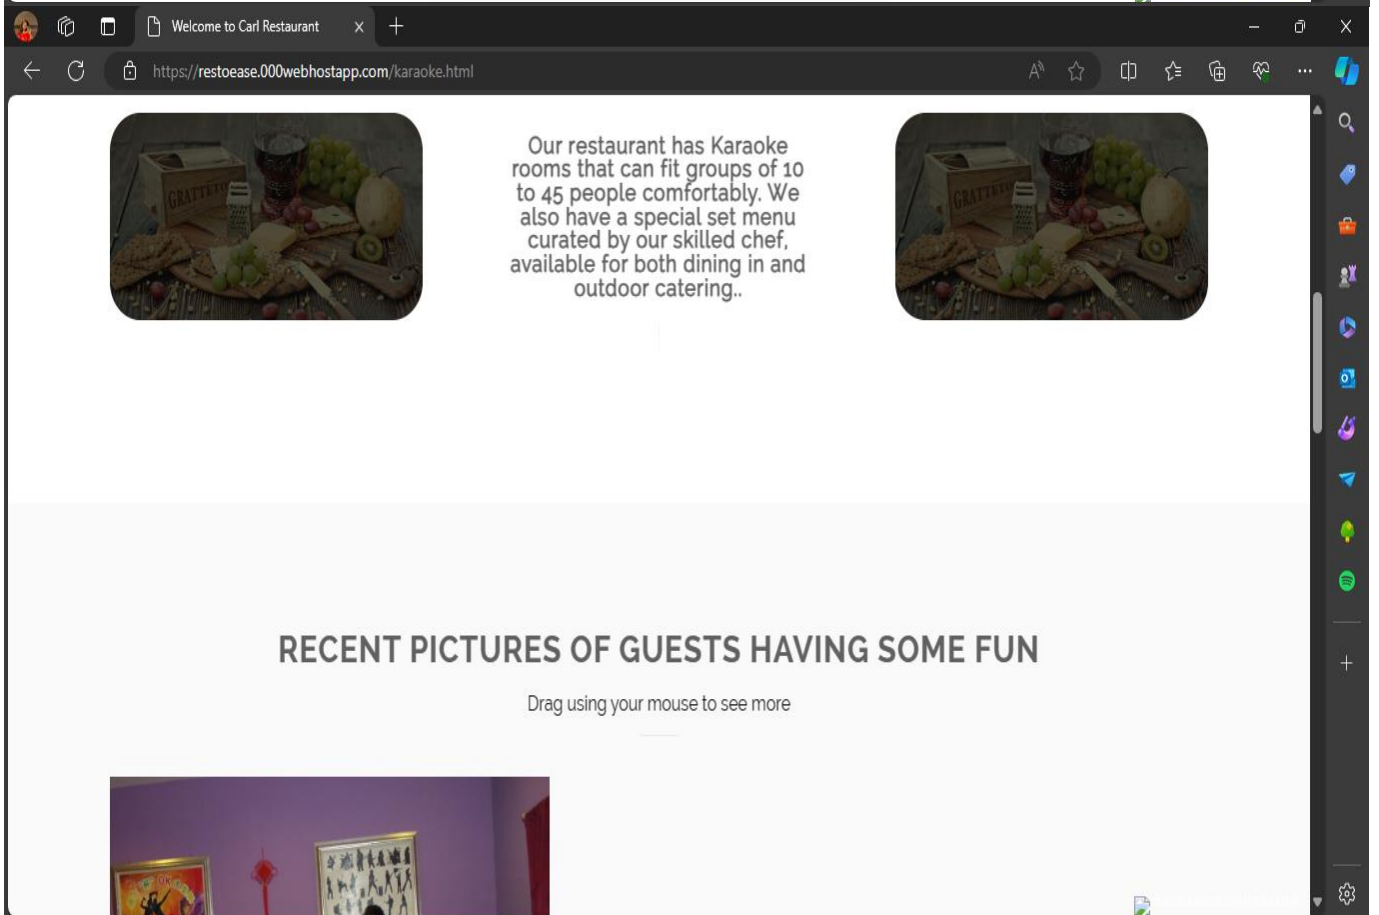 Welcome to Carl Restaurant
https://restoease.000webhostapp.com/karaoke.html
GRATTETO
Our restaurant has Karaoke
rooms that can fit groups of 10
to 45 people comfortably. We
also have a special set menu
curated by our skilled chef,
available for both dining in and
outdoor catering..
GRATTETO
RECENT PICTURES OF GUESTS HAVING SOME FUN
Drag using your mouse to see more